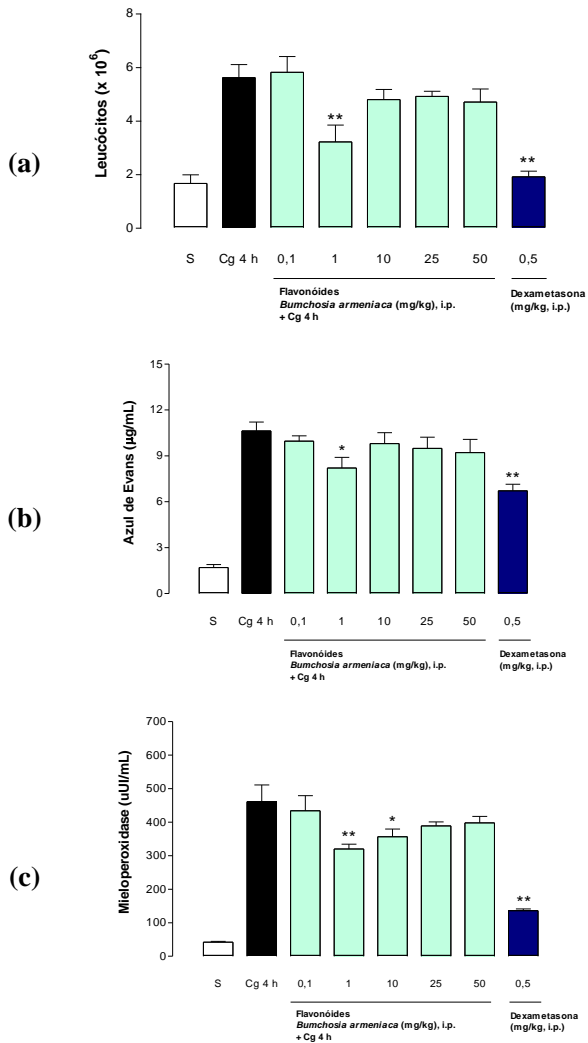 (a)
Leucócitos (x 10⁶)
8
6
4
2
0
**
**
S Cg 4 h 0,1 1 10 25 50 0,5
Flavonóides
Bumchosia armeniaca (mg/kg), i.p.
+ Cg 4 h
Dexametasona
(mg/kg, i.p.)
(b)
Azul de Evans (µg/mL)
15
12
9
6
3
0
*
**
S Cg 4 h 0,1 1 10 25 50 0,5
Flavonóides
Bumchosia armeniaca (mg/kg), i.p.
+ Cg 4 h
Dexametasona
(mg/kg, i.p.)
(c)
Mieloperoxidase (uUI/mL)
700
600
500
400
300
200
100
0
**
*
**
S Cg 4 h 0,1 1 10 25 50 0,5
Flavonóides
Bumchosia armeniaca (mg/kg), i.p.
+ Cg 4 h
Dexametasona
(mg/kg, i.p.)